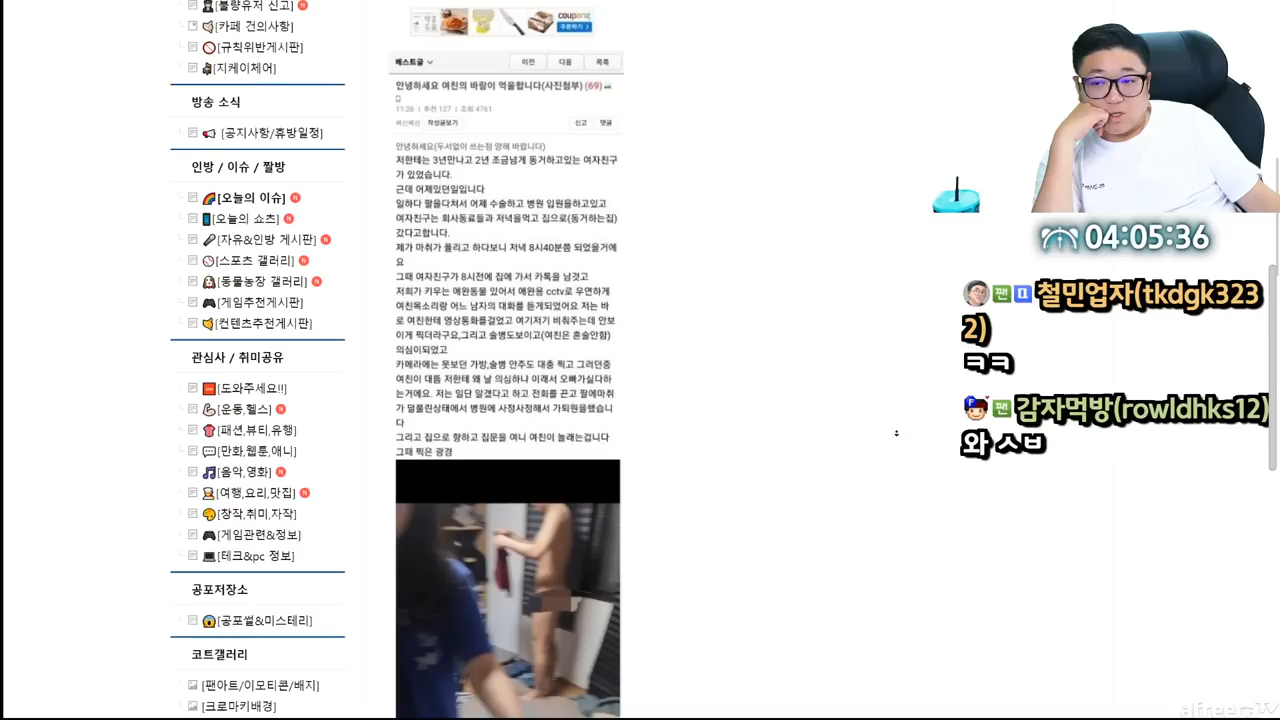 [불량유저 신고] N
[카페 건의사항]
[규칙위반게시판]
[지케이체어]
방송 소식
[공지사항/휴방일정]
인방 / 이슈 / 짤방
[오늘의 이슈] N
[오늘의 쇼츠] N
[자유&인방 게시판] N
[스포츠 갤러리] N
[동물농장 갤러리] N
[게임추천게시판]
[컨텐츠추천게시판]
관심사 / 취미공유
[도와주세요!!]
[운동,헬스] N
[패션,뷰티,유행]
[만화,웹툰,애니]
[음악,영화] N
[여행,요리,맛집] N
[창작,취미,자작]
[게임관련&정보]
[테크&pc 정보]
공포저장소
[공포썰&미스테리]
코트갤러리
[팬아트/이모티콘/배지]
[크로마키배경]
coupang
주문하기 >
베스트글
이전 다음 목록
안녕하세요 여친의 바람이 억울합니다(사진첨부) (69)
11:26 | 추천 127 | 조회 4761
작성글보기
신고 댓글
안녕하세요(두서없이 쓰는점 양해 바랍니다)
저한테는 3년만나고 2년 조금넘게 동거하고있는 여자친구
가 있었습니다.
근데 어제있던일입니다
일하다 팔을다쳐서 어제 수술하고 병원 입원을하고있고
여자친구는 회사동료들과 저녁을먹고 집으로(동거하는집)
갔다고합니다.
제가 마취가 풀리고 하다보니 저녁 8시40분쯤 되었을거에
요
그때 여자친구가 8시전에 집에 가서 카톡을 남겻고
저희가 키우는 애완동물 있어서 애완용 cctv로 우연하게
여친목소리랑 어느 남자의 대화를 듣게되었어요 저는 바
로 여친한테 영상통화를걸었고 여기저기 비춰주는데 안보
이게 찍더라구요,그리고 술병도보이고(여친은 혼술안함)
의심이되었고
카메라에는 못보던 가방,술병 안주도 대충 찍고 그러던중
여친이 대뜸 저한테 왜 날 의심하냐 이래서 오빠가싫다하
는거에요. 저는 일단 알겠다고 하고 전회를 끈고 팔에마취
가 덜풀린상태에서 병원에 사정사정해서 가퇴원을했습니
다
그리고 집으로 향하고 집문을 여니 여친이 놀래는겁니다
그때 찍은 광경
04:05:36
팬 철민업자(tkdgk323
2)
ㅋㅋ
팬 감자먹방(rowldhks12)
와 ㅅㅂ
afreecaTV